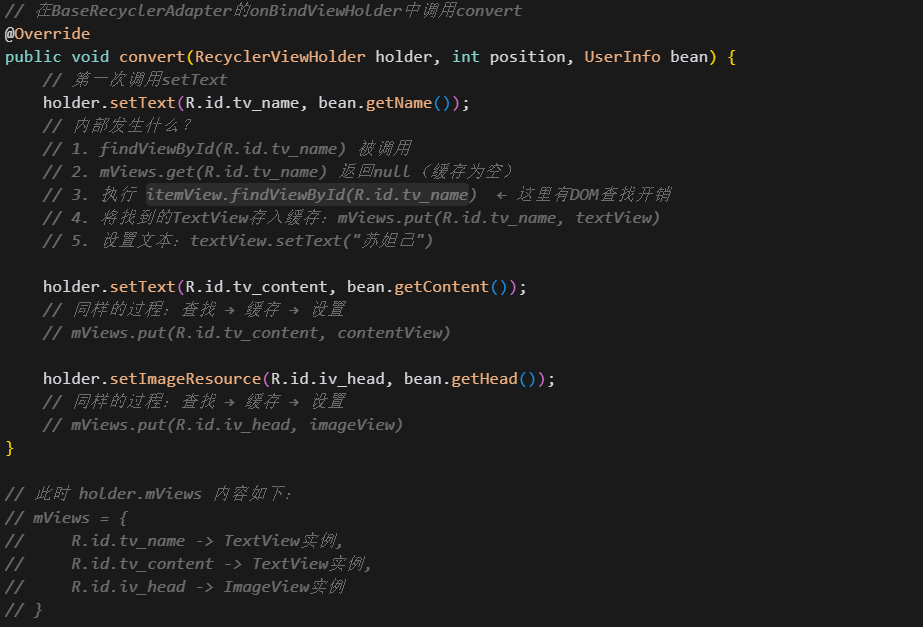 // 在BaseRecyclerAdapter的onBindViewHolder中调用convert
@Override
public void convert(RecyclerViewHolder holder, int position, UserInfo bean) {
    // 第一次调用setText
    holder.setText(R.id.tv_name, bean.getName());
    // 内部发生什么？
    // 1. findViewById(R.id.tv_name) 被调用
    // 2. mViews.get(R.id.tv_name) 返回null（缓存为空）
    // 3. 执行 itemView.findViewById(R.id.tv_name)  ← 这里有DOM查找开销
    // 4. 将找到的TextView存入缓存：mViews.put(R.id.tv_name, textView)
    // 5. 设置文本：textView.setText("苏妲己")
    holder.setText(R.id.tv_content, bean.getContent());
    // 同样的过程：查找 → 缓存 → 设置
    // mViews.put(R.id.tv_content, contentView)
    holder.setImageResource(R.id.iv_head, bean.getHead());
    // 同样的过程：查找 → 缓存 → 设置
    // mViews.put(R.id.iv_head, imageView)
}
// 此时 holder.mViews 内容如下：
// mViews = {
//     R.id.tv_name -> TextView实例,
//     R.id.tv_content -> TextView实例,
//     R.id.iv_head -> ImageView实例
// }